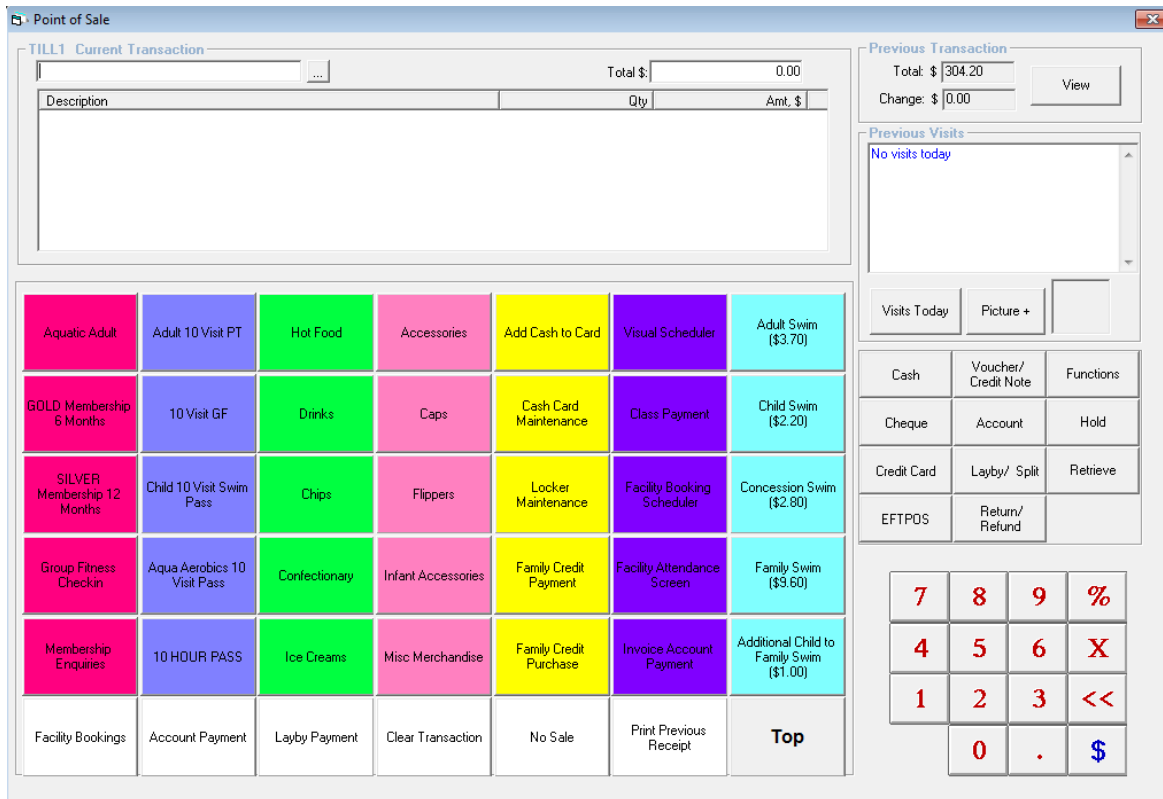 Point of Sale
TILL1 Current Transaction
...
Total $:
0.00
Description
Qty
Amt, $
Previous Transaction
Total: $
304.20
Change: $
0.00
View
Previous Visits
No visits today
Visits Today
Picture +
Aquatic Adult
Adult 10 Visit PT
Hot Food
Accessories
Add Cash to Card
Visual Scheduler
Adult Swim
($3.70)
GOLD Membership
6 Months
10 Visit GF
Drinks
Caps
Cash Card
Maintenance
Class Payment
Child Swim
($2.20)
SILVER
Membership 12
Months
Child 10 Visit Swim
Pass
Chips
Flippers
Locker
Maintenance
Facility Booking
Scheduler
Concession Swim
($2.80)
Group Fitness
Checkin
Aqua Aerobics 10
Visit Pass
Confectionary
Infant Accessories
Family Credit
Payment
Facility Attendance
Screen
Family Swim
($9.60)
Membership
Enquiries
10 HOUR PASS
Ice Creams
Misc Merchandise
Family Credit
Purchase
Invoice Account
Payment
Additional Child to
Family Swim
($1.00)
Facility Bookings
Account Payment
Layby Payment
Clear Transaction
No Sale
Print Previous
Receipt
Top
Cash
Voucher/
Credit Note
Functions
Cheque
Account
Hold
Credit Card
Layby/ Split
Retrieve
EFTPOS
Return/
Refund
7 8 9 %
4 5 6 X
1 2 3 <<
0 . $